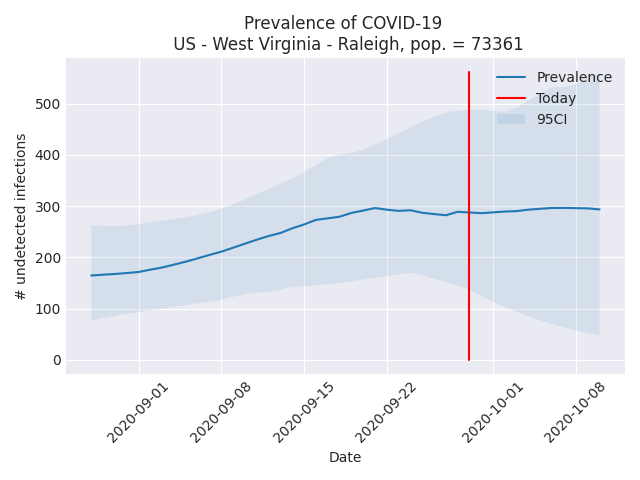 Prevalence of COVID-19
US - West Virginia - Raleigh, pop. = 73361
Prevalence
Today
95CI
# undetected infections
500
400
300
200
100
0
2020-09-01
2020-09-08
2020-09-15
2020-09-22
2020-10-01
2020-10-08
Date